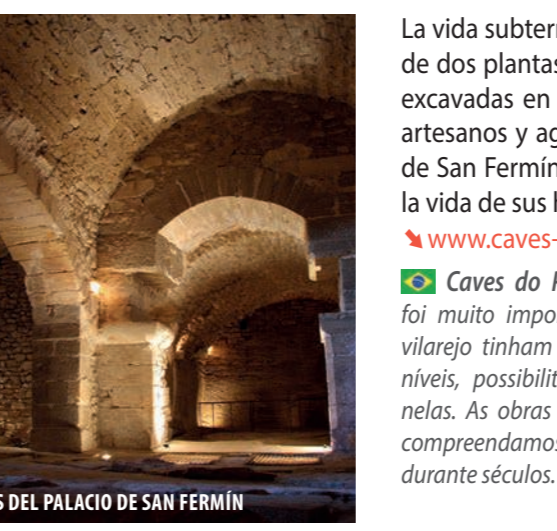 La vida subterr
de dos plantas
excavadas en
artesanos y ag
de San Fermín
la vida de sus h
www.caves-
Caves do P
foi muito impor
vilarejo tinham
níveis, possibilit
nelas. As obras
compreendamos
durante séculos.
S DEL PALACIO DE SAN FERMÍN